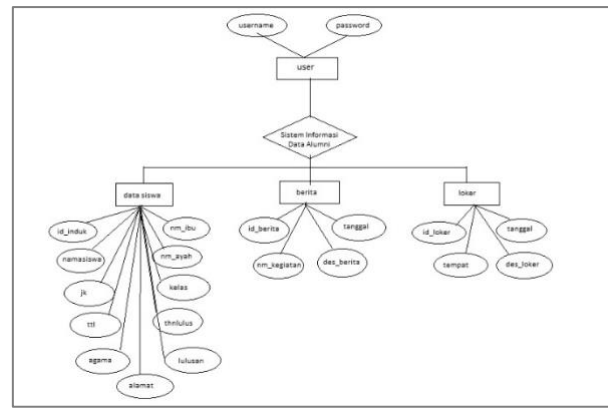 username
password
user
Sistem Informasi
Data Alumni
data siswa
berita
loker
id_induk
nm_ibu
id_berita
tanggal
id_loker
tanggal
namasiswa
nm_ayah
nm_kegiatan
des_berita
tempat
des_loker
jk
kelas
ttl
thnlulus
agama
lulusan
alamat